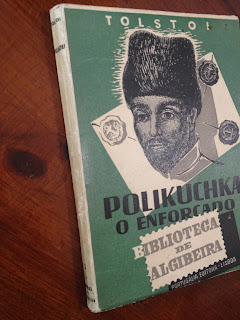 TOLSTOI
POLIKUCHKA
O ENFORCADO
BIBLIOTECA
DE
ALGIBEIRA
PORTUGÁLIA EDITORA - LISBOA